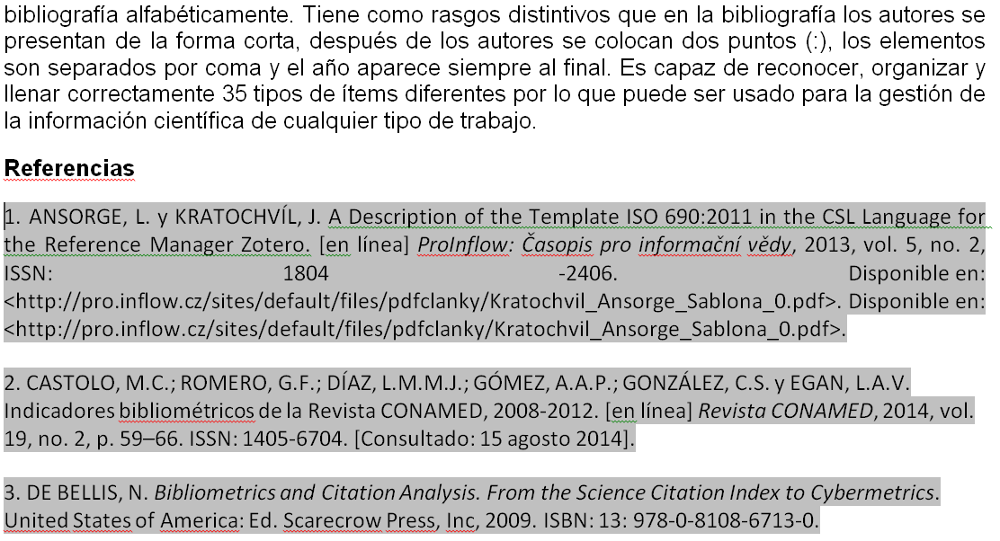 bibliografía alfabéticamente. Tiene como rasgos distintivos que en la bibliografía los autores se
presentan de la forma corta, después de los autores se colocan dos puntos (:), los elementos
son separados por coma y el año aparece siempre al final. Es capaz de reconocer, organizar y
llenar correctamente 35 tipos de ítems diferentes por lo que puede ser usado para la gestión de
la información científica de cualquier tipo de trabajo.
Referencias
1. ANSORGE, L. y KRATOCHVÍL, J. A Description of the Template ISO 690:2011 in the CSL Language for
the Reference Manager Zotero. [en línea] ProInflow: Časopis pro informační vědy, 2013, vol. 5, no. 2,
ISSN: 1804 -2406. Disponible en:
<http://pro.inflow.cz/sites/default/files/pdfclanky/Kratochvil_Ansorge_Sablona_0.pdf>. Disponible en:
<http://pro.inflow.cz/sites/default/files/pdfclanky/Kratochvil_Ansorge_Sablona_0.pdf>.
2. CASTOLO, M.C.; ROMERO, G.F.; DÍAZ, L.M.M.J.; GÓMEZ, A.A.P.; GONZÁLEZ, C.S. y EGAN, L.A.V.
Indicadores bibliométricos de la Revista CONAMED, 2008-2012. [en línea] Revista CONAMED, 2014, vol.
19, no. 2, p. 59–66. ISSN: 1405-6704. [Consultado: 15 agosto 2014].
3. DE BELLIS, N. Bibliometrics and Citation Analysis. From the Science Citation Index to Cybermetrics.
United States of America: Ed. Scarecrow Press, Inc, 2009. ISBN: 13: 978-0-8108-6713-0.